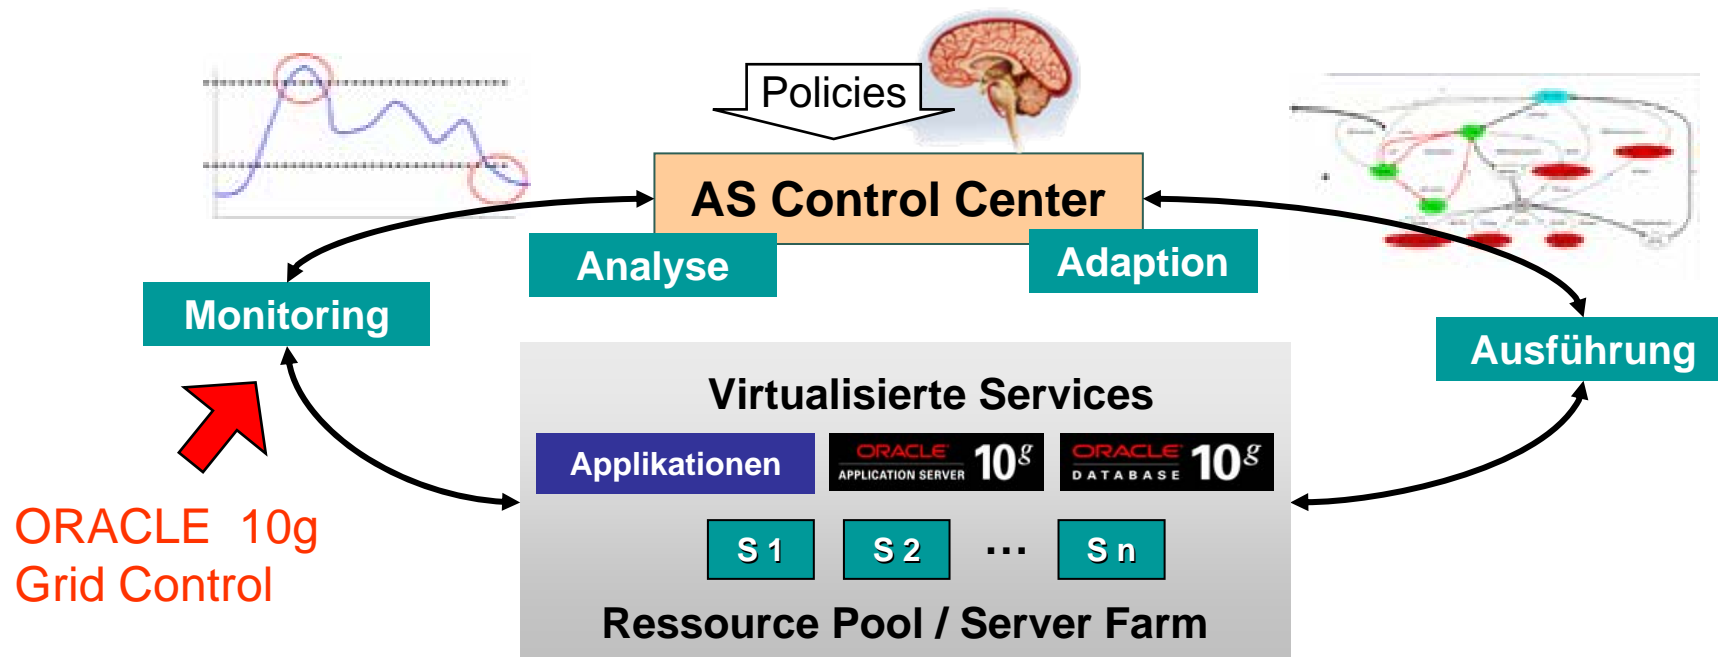 Policies
AS Control Center
Analyse
Adaption
Monitoring
Ausführung
Virtualisierte Services
Applikationen
ORACLE
APPLICATION SERVER
10g
ORACLE
DATABASE
10g
ORACLE 10g
Grid Control
S 1
S 2
...
S n
Ressource Pool / Server Farm